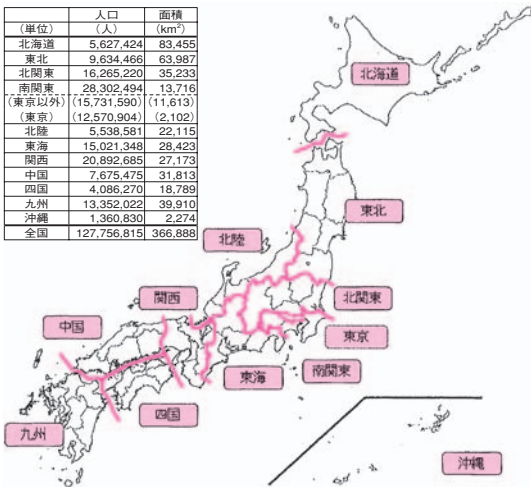 人口 面積
(単位) (人) (km²)
北海道 5,627,424 83,455
東北 9,634,466 63,987
北関東 16,265,220 35,233
南関東 28,302,494 13,716
(東京以外) (15,731,590) (11,613)
(東京) (12,570,904) (2,102)
北陸 5,538,581 22,115
東海 15,021,348 28,423
関西 20,892,685 27,173
中国 7,675,475 31,813
四国 4,086,270 18,789
九州 13,352,022 39,910
沖縄 1,360,830 2,274
全国 127,756,815 366,888
北海道
東北
北陸
北関東
関西
東京
中国
南関東
東海
四国
九州
沖縄